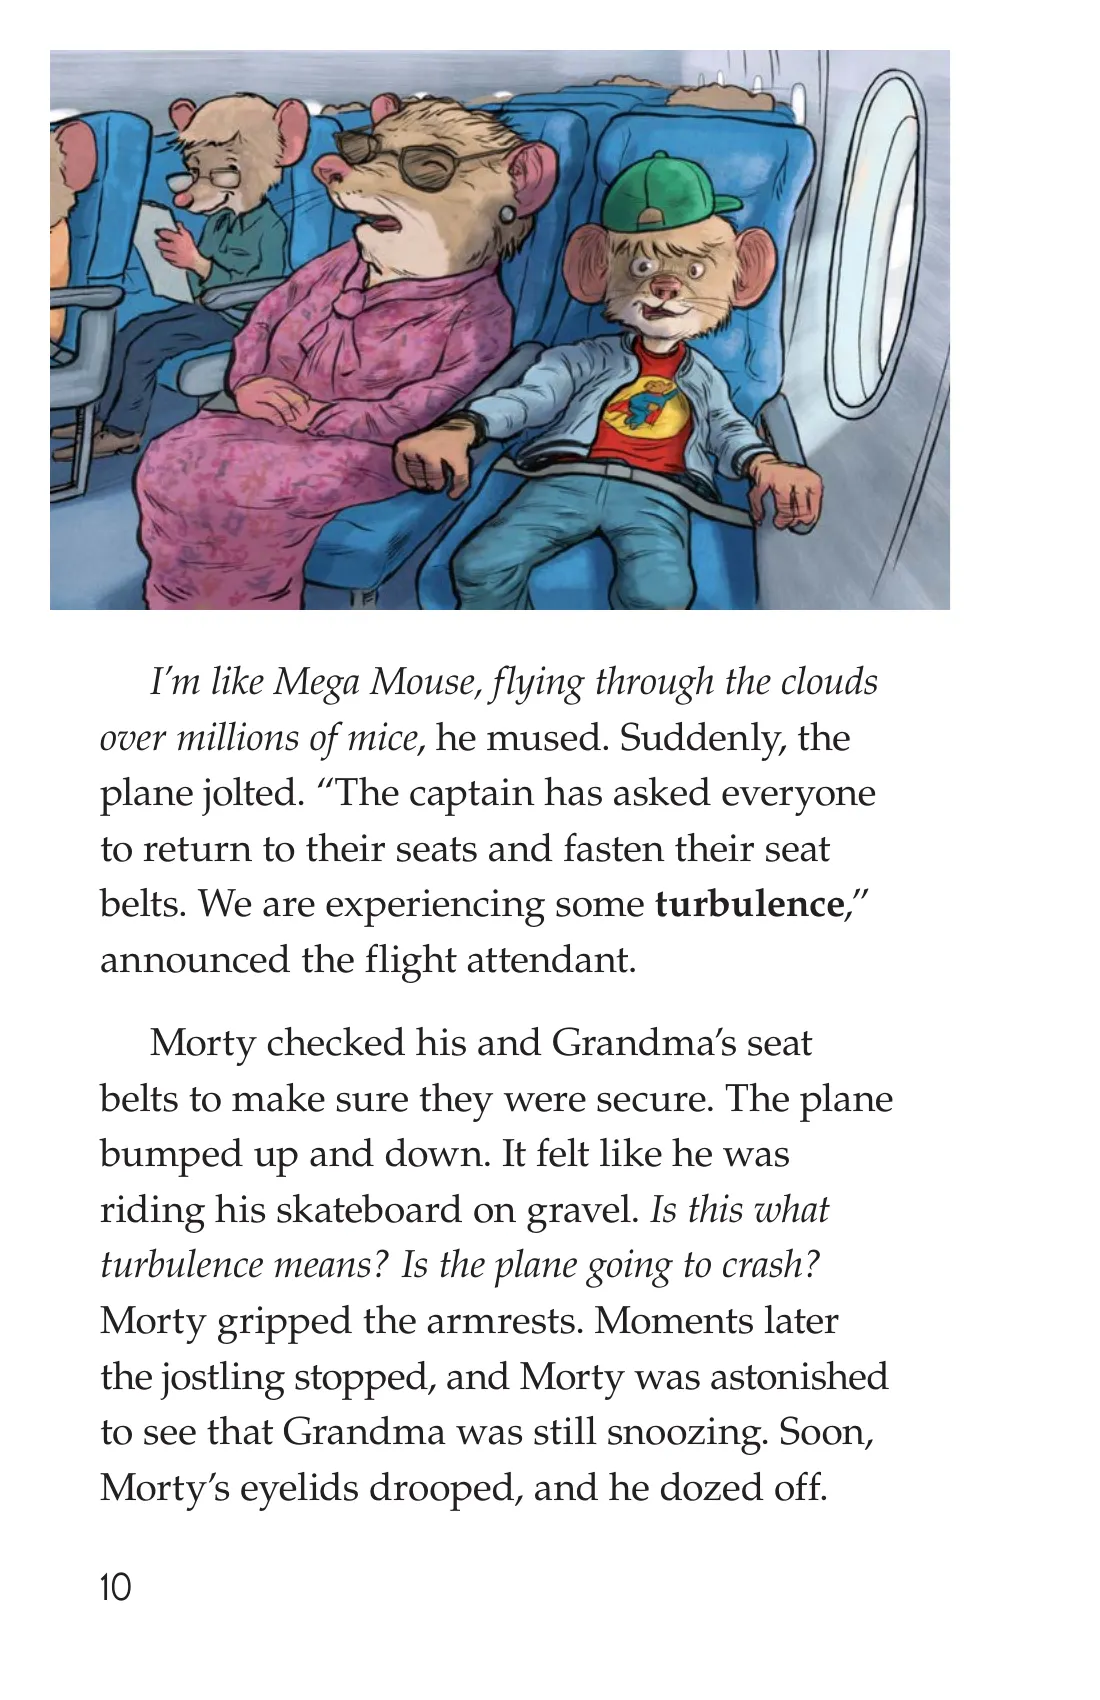 I’m like Mega Mouse, flying through the clouds
over millions of mice, he mused. Suddenly, the
plane jolted. “The captain has asked everyone
to return to their seats and fasten their seat
belts. We are experiencing some turbulence,”
announced the flight attendant.
Morty checked his and Grandma’s seat
belts to make sure they were secure. The plane
bumped up and down. It felt like he was
riding his skateboard on gravel. Is this what
turbulence means? Is the plane going to crash?
Morty gripped the armrests. Moments later
the jostling stopped, and Morty was astonished
to see that Grandma was still snoozing. Soon,
Morty’s eyelids drooped, and he dozed off.
10